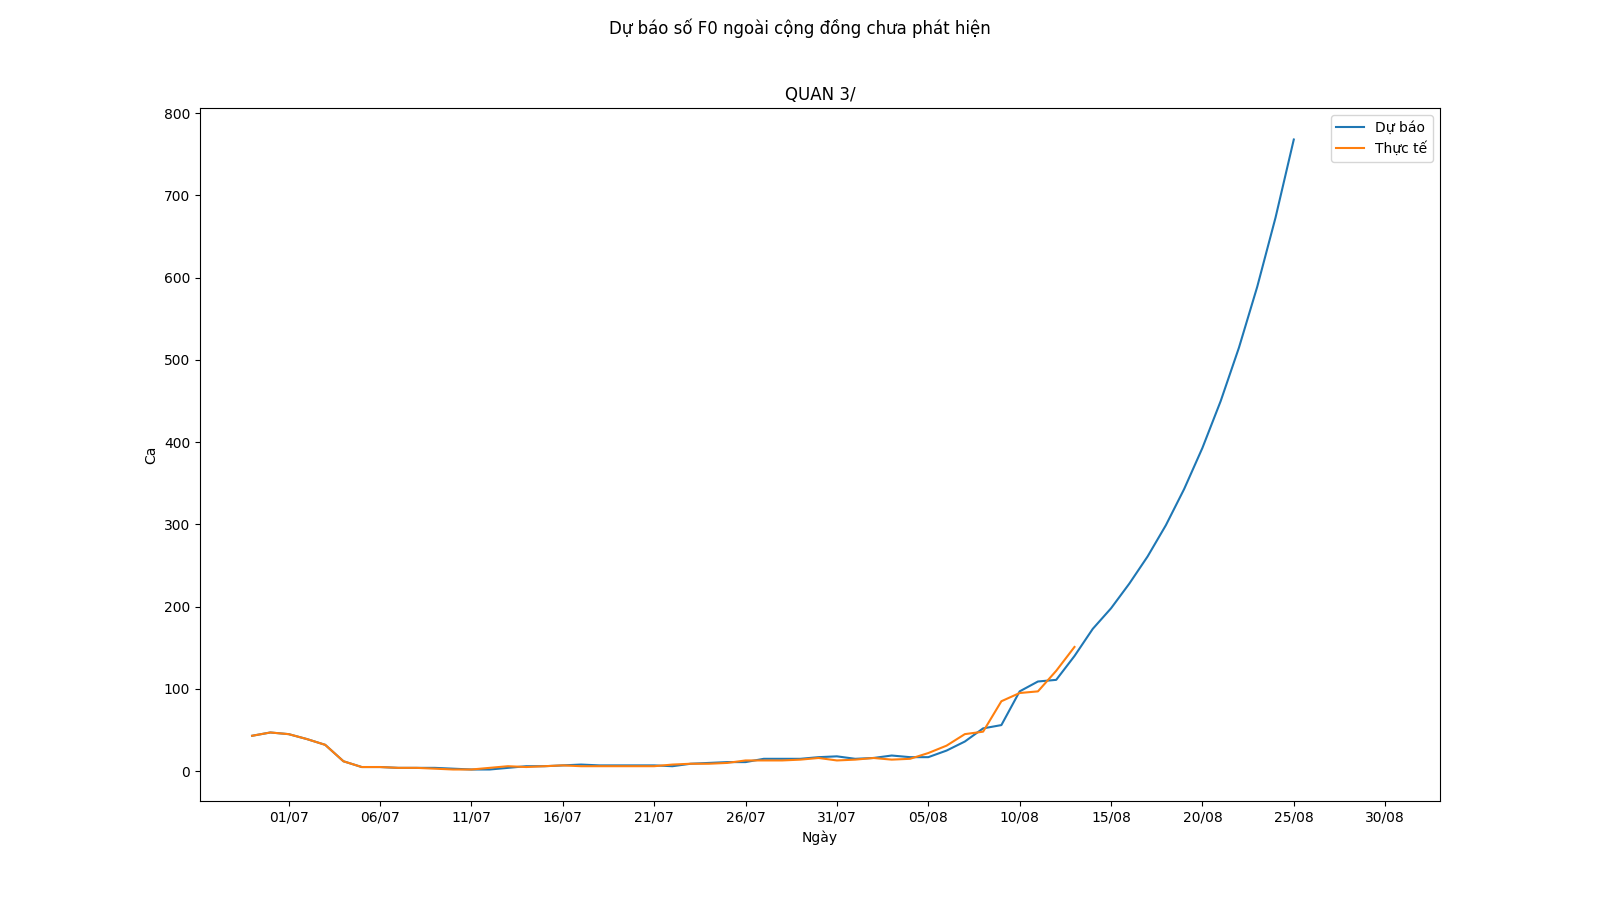 Dự báo số F0 ngoài cộng đồng chưa phát hiện
QUAN 3/
800
700
600
500
400
300
200
100
0
Ca
Dự báo
Thực tế
01/07 06/07 11/07 16/07 21/07 26/07 31/07 05/08 10/08 15/08 20/08 25/08 30/08
Ngày